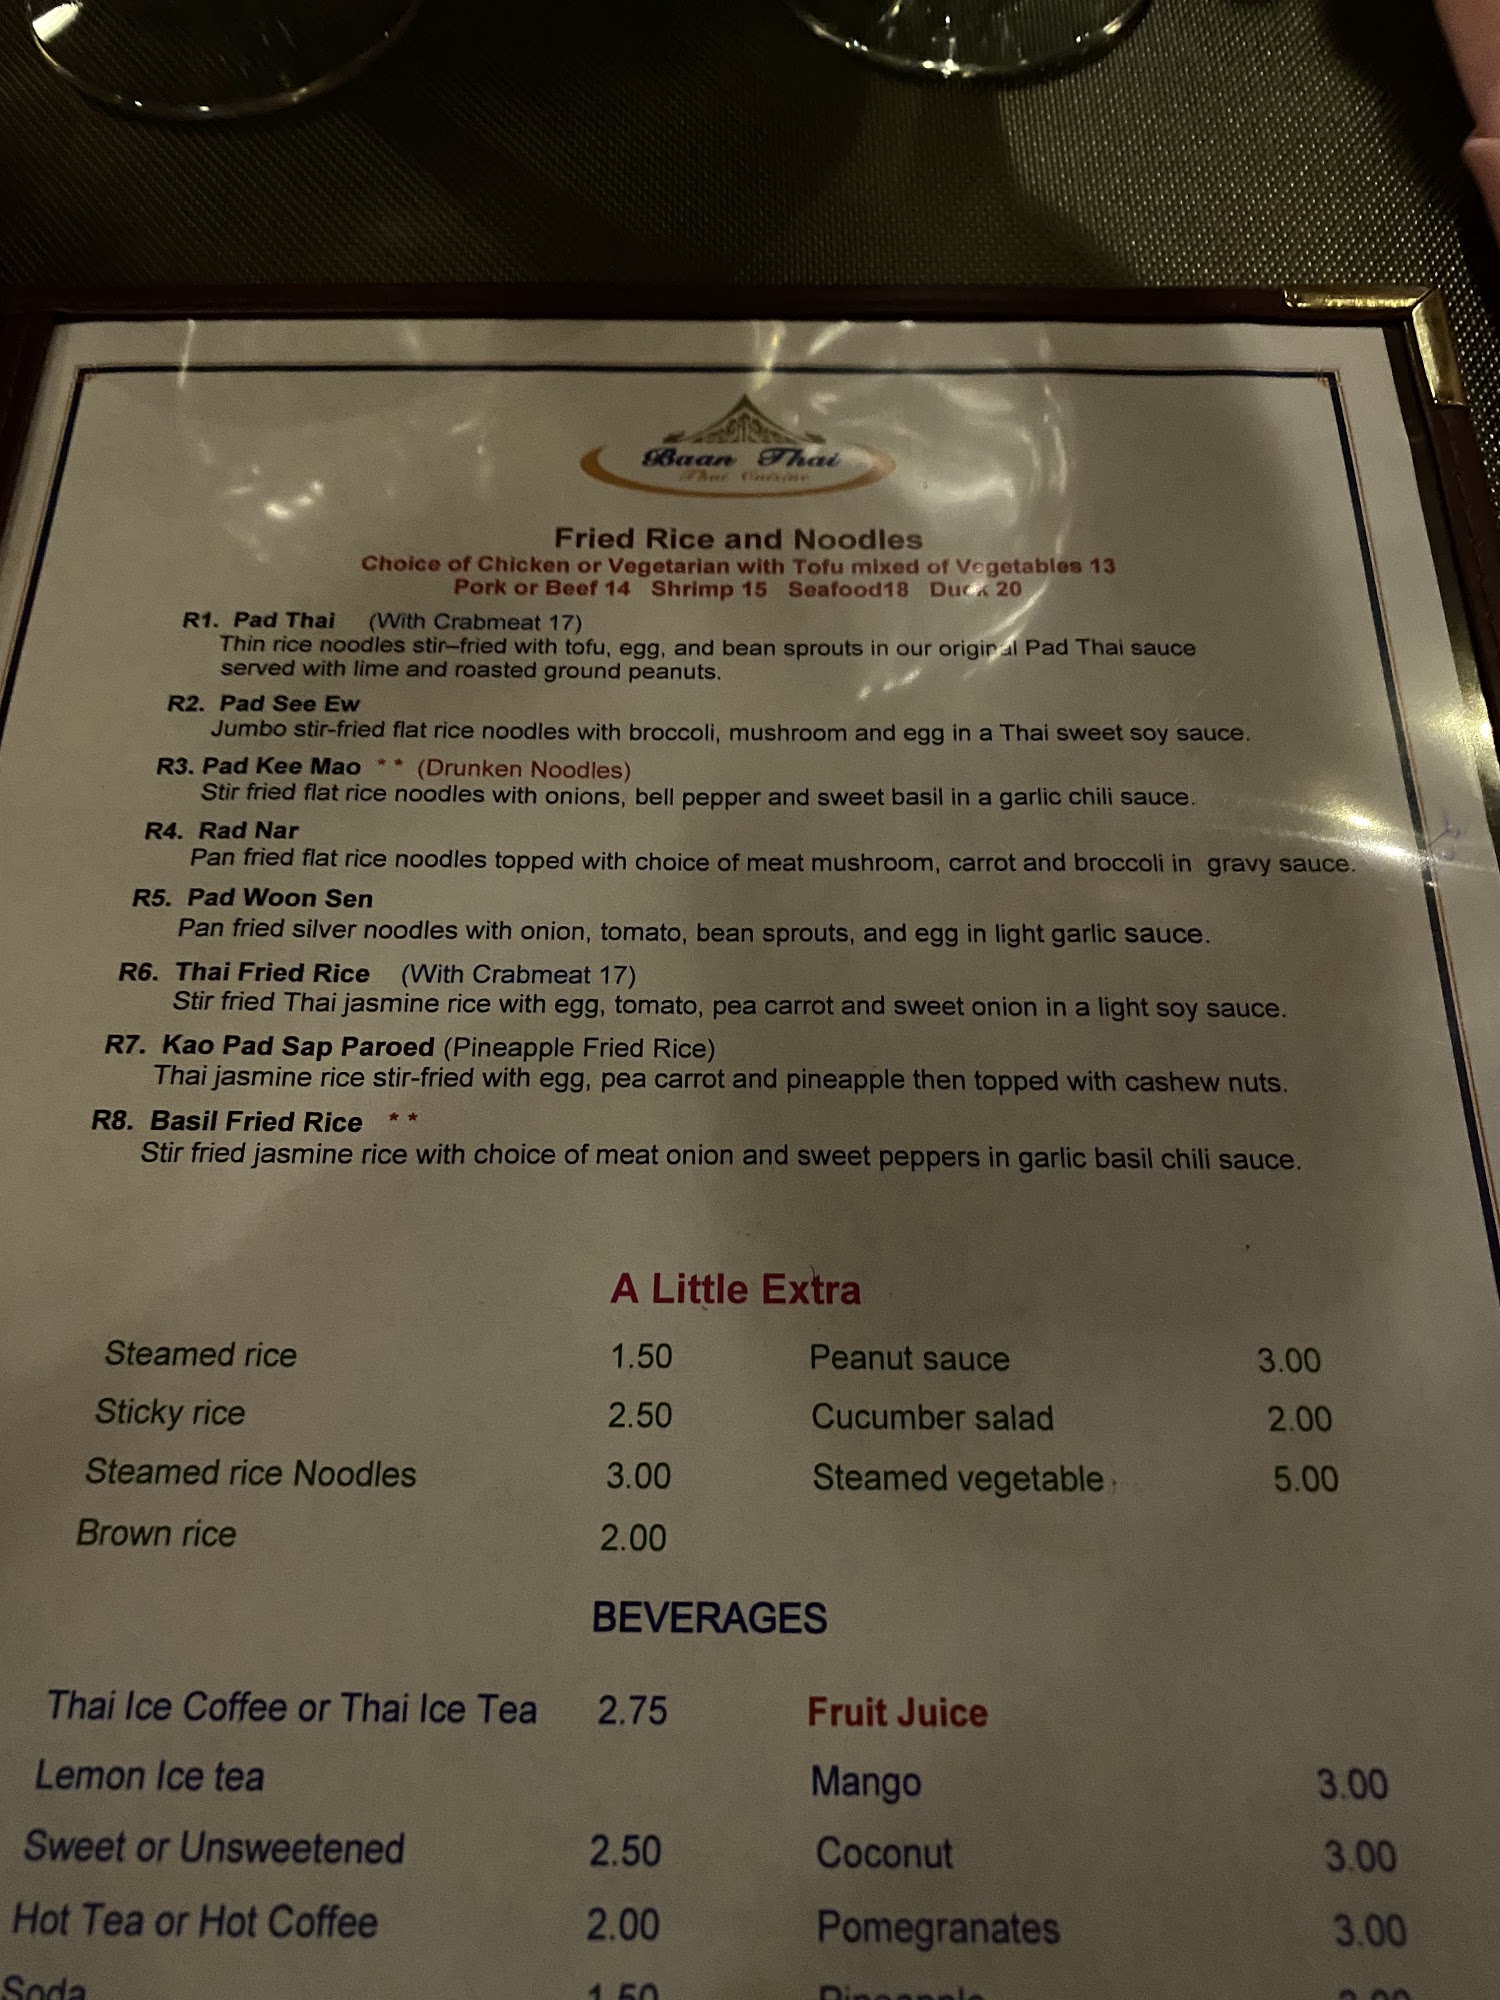 Baan Thai
Thai Cuisine
Fried Rice and Noodles
Choice of Chicken or Vegetarian with Tofu mixed of Vegetables 13
Pork or Beef 14 Shrimp 15 Seafood18 Duck 20
R1. Pad Thai (With Crabmeat 17)
Thin rice noodles stir–fried with tofu, egg, and bean sprouts in our original Pad Thai sauce
served with lime and roasted ground peanuts.
R2. Pad See Ew
Jumbo stir-fried flat rice noodles with broccoli, mushroom and egg in a Thai sweet soy sauce.
R3. Pad Kee Mao ** (Drunken Noodles)
Stir fried flat rice noodles with onions, bell pepper and sweet basil in a garlic chili sauce.
R4. Rad Nar
Pan fried flat rice noodles topped with choice of meat mushroom, carrot and broccoli in gravy sauce.
R5. Pad Woon Sen
Pan fried silver noodles with onion, tomato, bean sprouts, and egg in light garlic sauce.
R6. Thai Fried Rice (With Crabmeat 17)
Stir fried Thai jasmine rice with egg, tomato, pea carrot and sweet onion in a light soy sauce.
R7. Kao Pad Sap Paroed (Pineapple Fried Rice)
Thai jasmine rice stir-fried with egg, pea carrot and pineapple then topped with cashew nuts.
R8. Basil Fried Rice **
Stir fried jasmine rice with choice of meat onion and sweet peppers in garlic basil chili sauce.
A Little Extra
Steamed rice 1.50 Peanut sauce 3.00
Sticky rice 2.50 Cucumber salad 2.00
Steamed rice Noodles 3.00 Steamed vegetable 5.00
Brown rice 2.00
BEVERAGES
Thai Ice Coffee or Thai Ice Tea 2.75 Fruit Juice
Lemon Ice tea Mango 3.00
Sweet or Unsweetened 2.50 Coconut 3.00
Hot Tea or Hot Coffee 2.00 Pomegranates 3.00
Soda 1.50 Pineapple 3.00